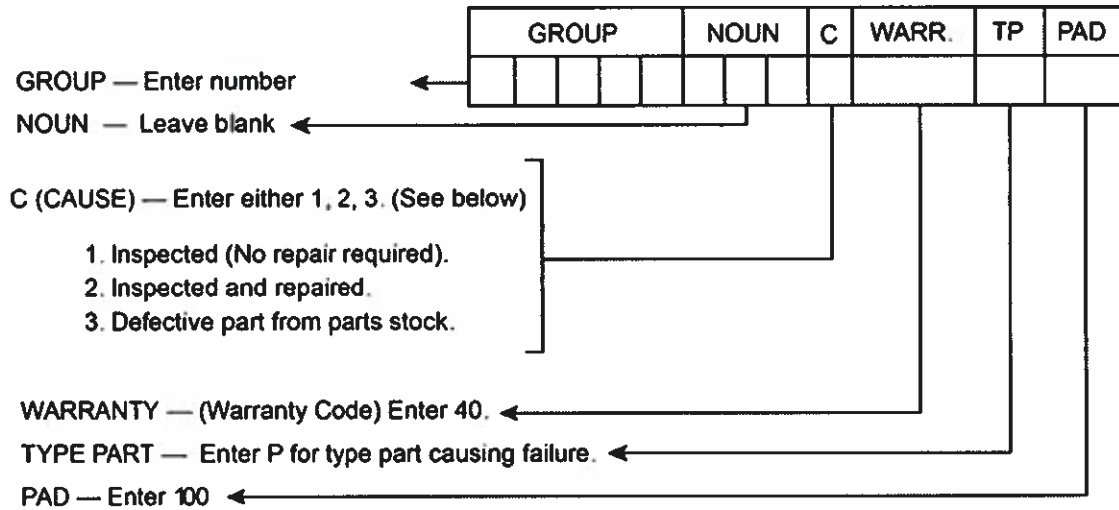 GROUP NOUN C WARR. TP PAD
GROUP — Enter number
NOUN — Leave blank
C (CAUSE) — Enter either 1, 2, 3. (See below)
1. Inspected (No repair required).
2. Inspected and repaired.
3. Defective part from parts stock.
WARRANTY — (Warranty Code) Enter 40.
TYPE PART — Enter P for type part causing failure.
PAD — Enter 100